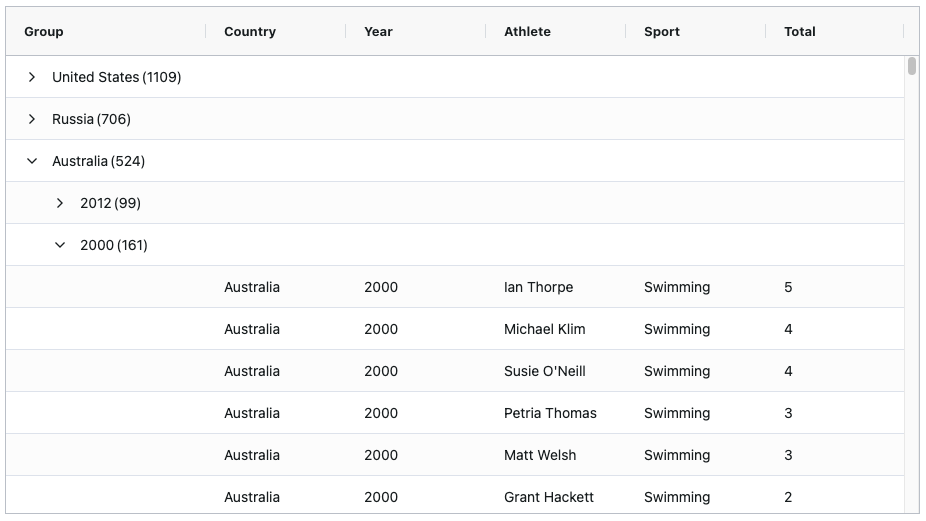 Group Country Year Athlete Sport Total
United States (1109)
Russia (706)
Australia (524)
2012 (99)
2000 (161)
Australia 2000 Ian Thorpe Swimming 5
Australia 2000 Michael Klim Swimming 4
Australia 2000 Susie O'Neill Swimming 4
Australia 2000 Petria Thomas Swimming 3
Australia 2000 Matt Welsh Swimming 3
Australia 2000 Grant Hackett Swimming 2